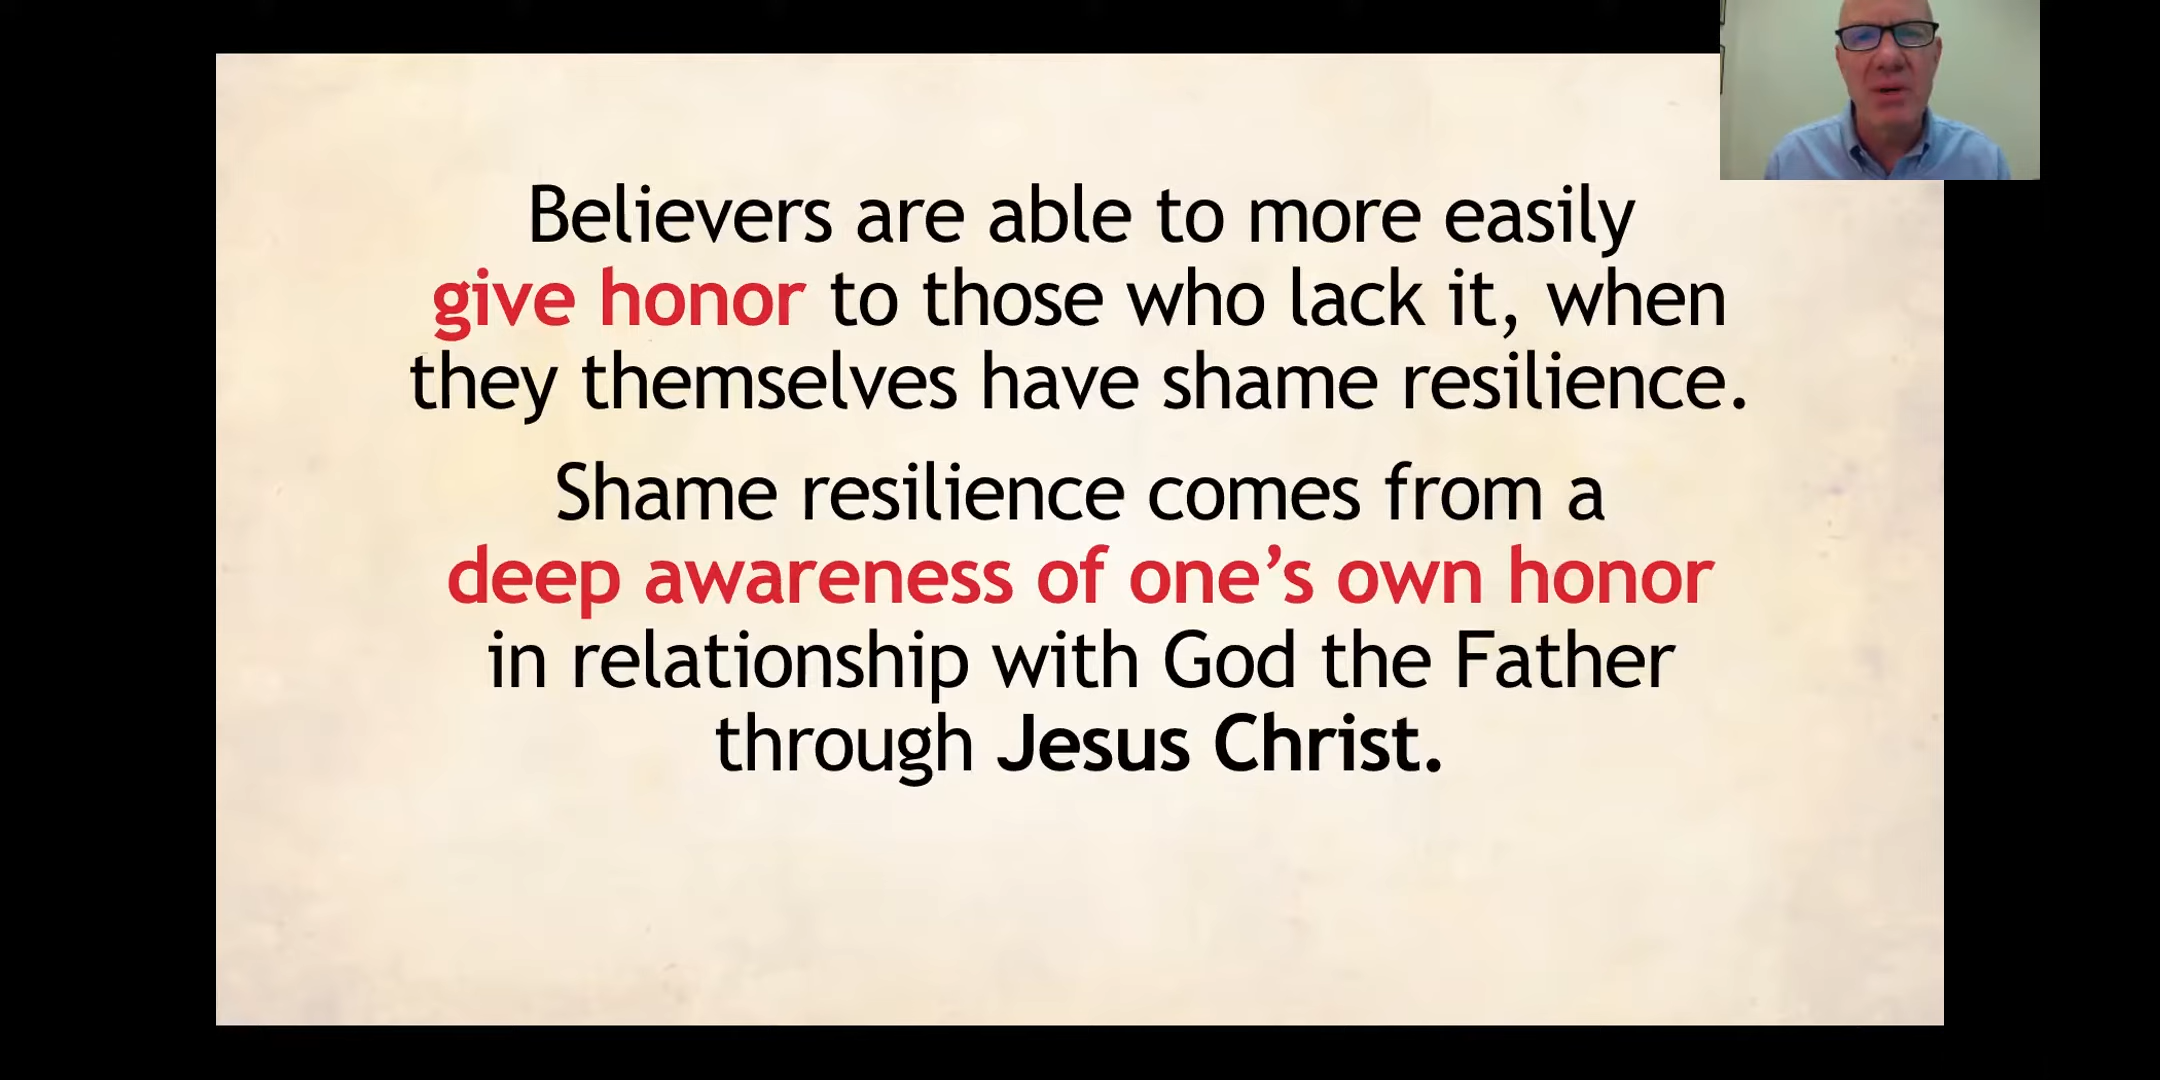 Believers are able to more easily
give honor to those who lack it, when
they themselves have shame resilience.
Shame resilience comes from a
deep awareness of one’s own honor
in relationship with God the Father
through Jesus Christ.